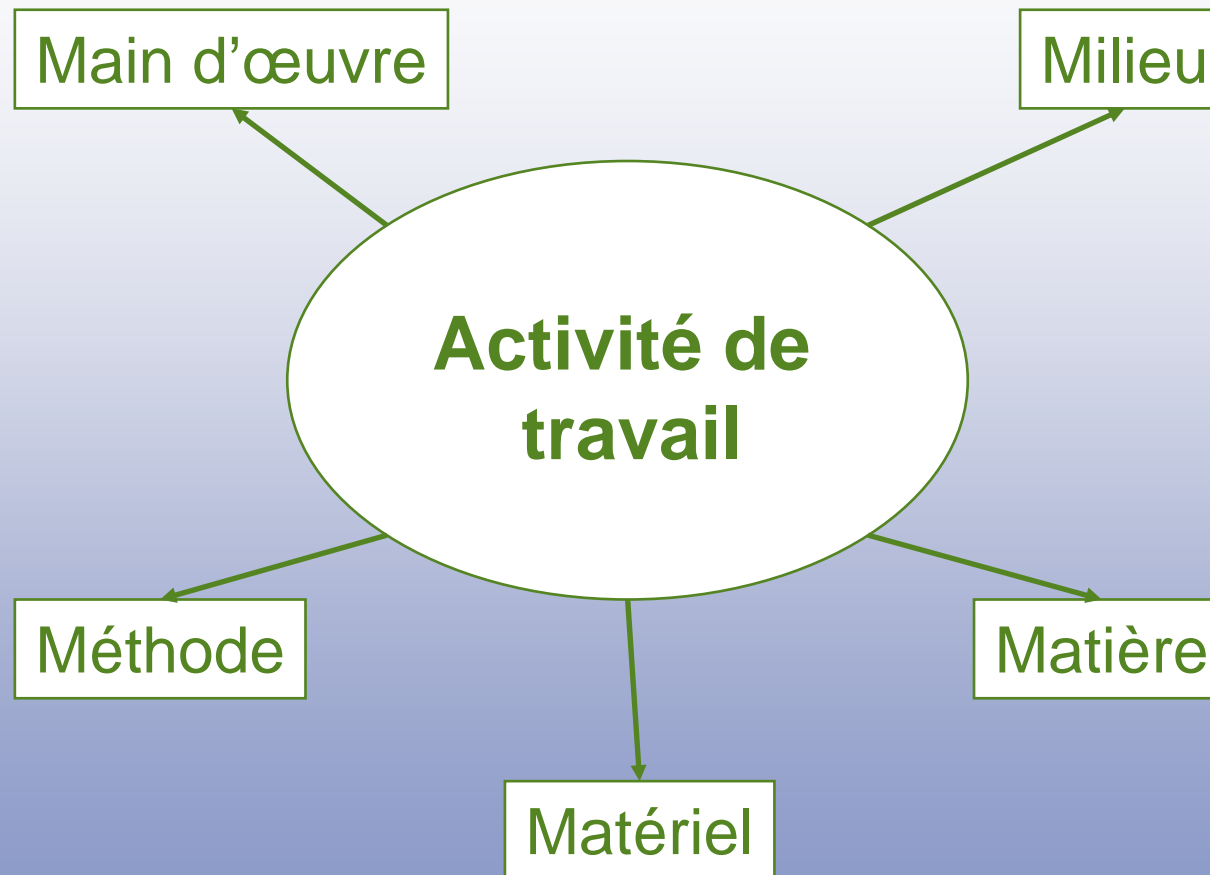 Main d’œuvre
Milieu
Activité de
travail
Méthode
Matière
Matériel